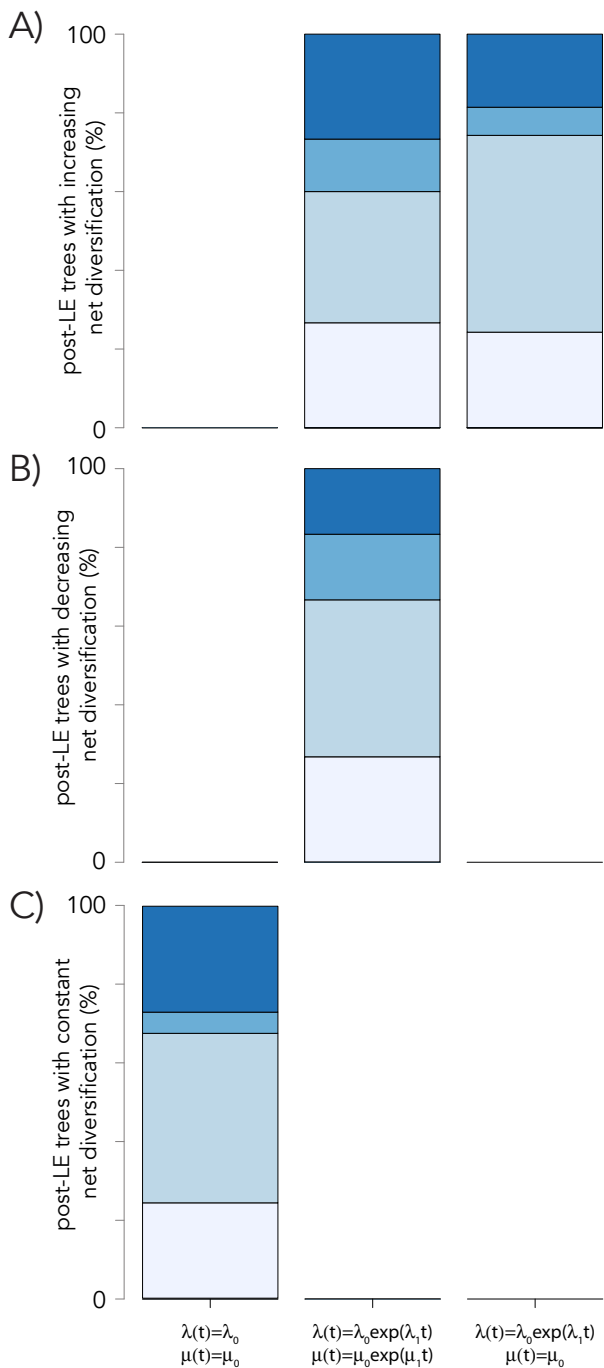 A)
100
post-LE trees with increasing
net diversification (%)
0
B)
100
post-LE trees with decreasing
net diversification (%)
0
C)
100
post-LE trees with constant
net diversification (%)
0
λ(t)=λ₀
μ(t)=μ₀
λ(t)=λ₀exp(λ₁t)
μ(t)=μ₀exp(μ₁t)
λ(t)=λ₀exp(λ₁t)
μ(t)=μ₀